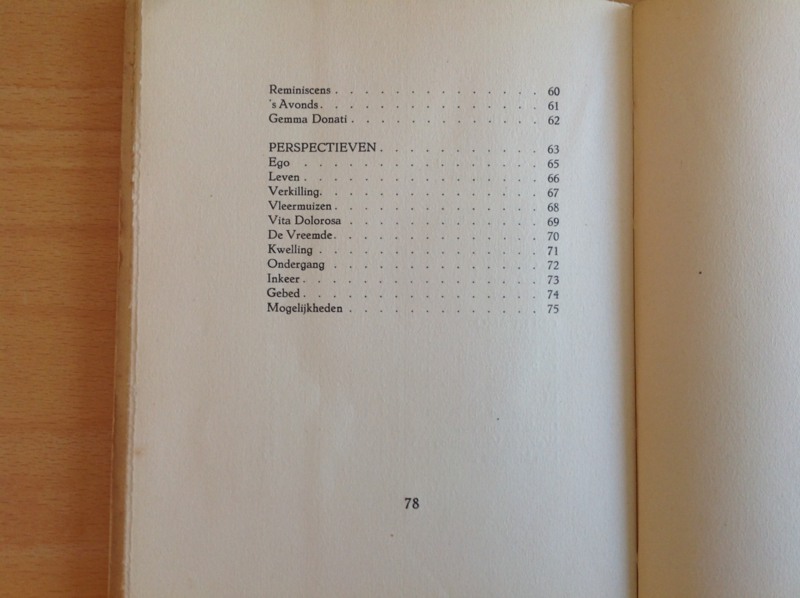 Reminiscens . . . . . . . . . . . . . . 60
's Avonds . . . . . . . . . . . . . . . 61
Gemma Donati . . . . . . . . . . . . . 62
PERSPECTIEVEN . . . . . . . . . . . 63
Ego . . . . . . . . . . . . . . . . 65
Leven . . . . . . . . . . . . . . . . 66
Verkilling. . . . . . . . . . . . . . . 67
Vleermuizen . . . . . . . . . . . . . . 68
Vita Dolorosa . . . . . . . . . . . . . 69
De Vreemde . . . . . . . . . . . . . . 70
Kwelling . . . . . . . . . . . . . . . 71
Ondergang . . . . . . . . . . . . . . 72
Inkeer . . . . . . . . . . . . . . . . 73
Gebed . . . . . . . . . . . . . . . . 74
Mogelijkheden . . . . . . . . . . . . . 75
78